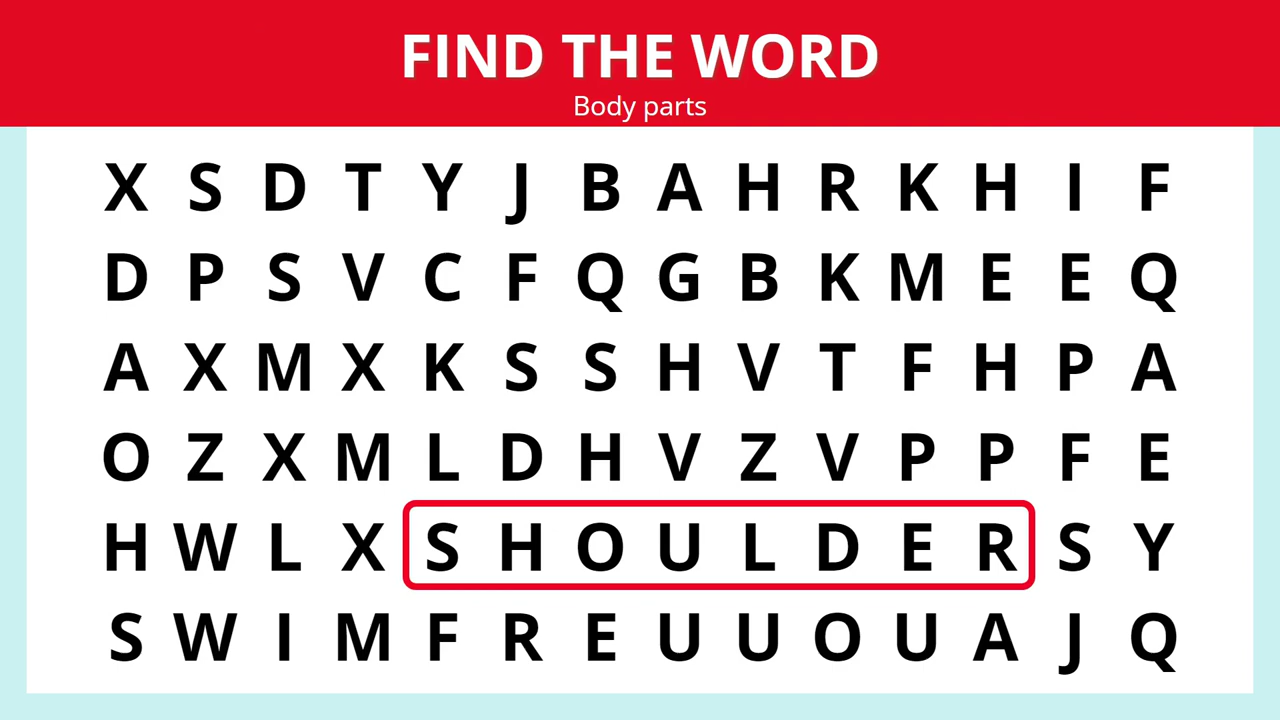 FIND THE WORD
Body parts
X S D T Y J B A H R K H I F
D P S V C F Q G B K M E E Q
A X M X K S S H V T F H P A
O Z X M L D H V Z V P P F E
H W L X S H O U L D E R S Y
S W I M F R E U U O U A J Q